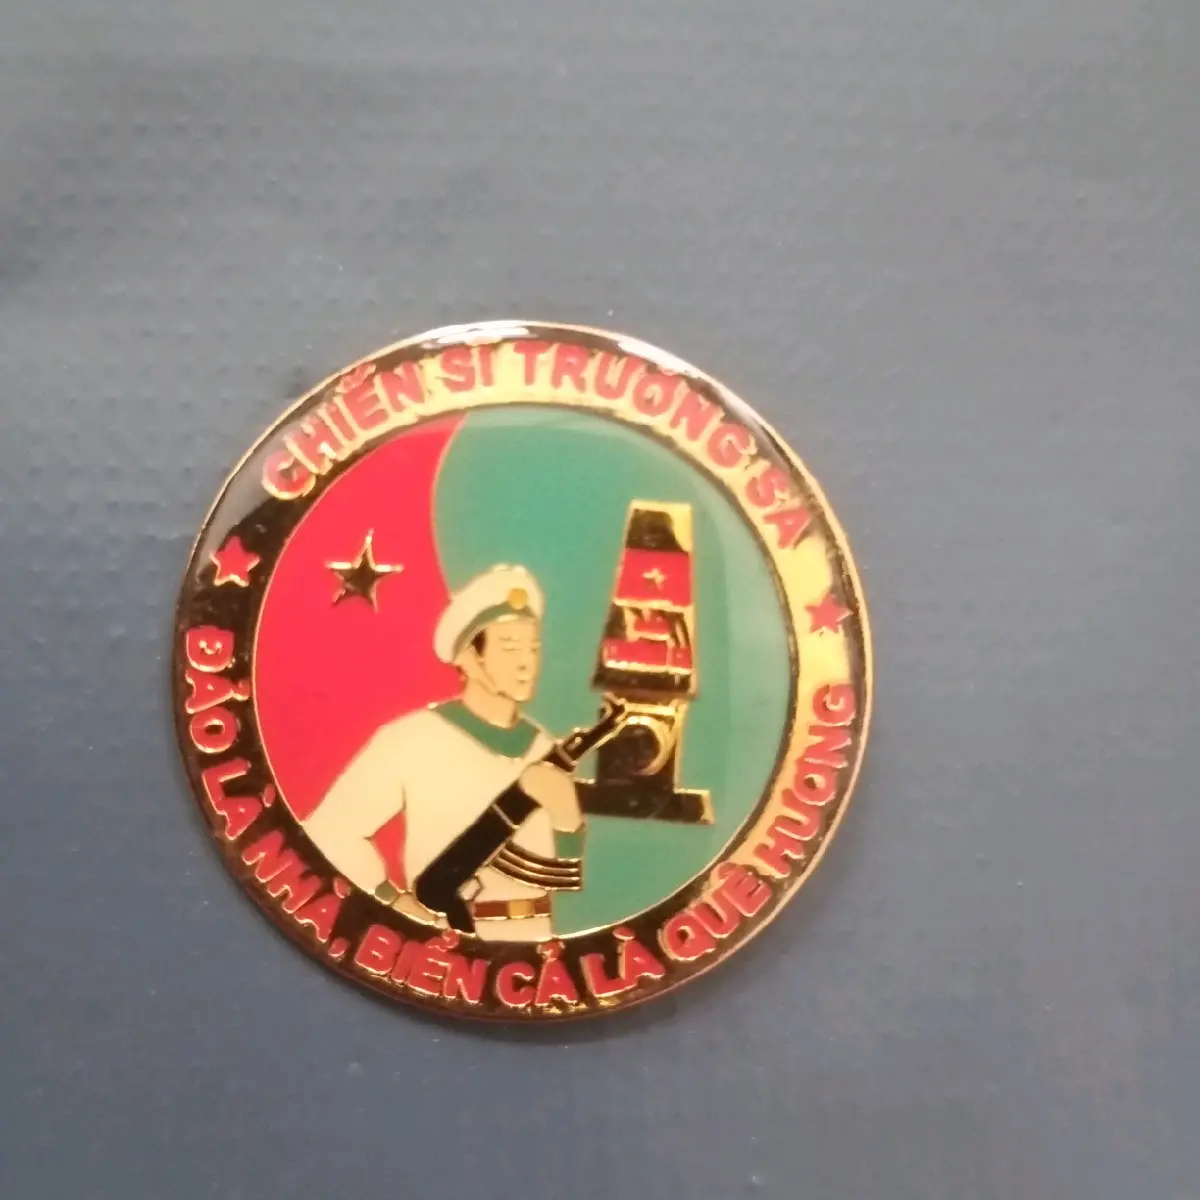 CHIẾN SĨ TRƯỜNG SA
ĐẢO LÀ NHÀ, BIỂN CẢ LÀ QUÊ HƯƠNG